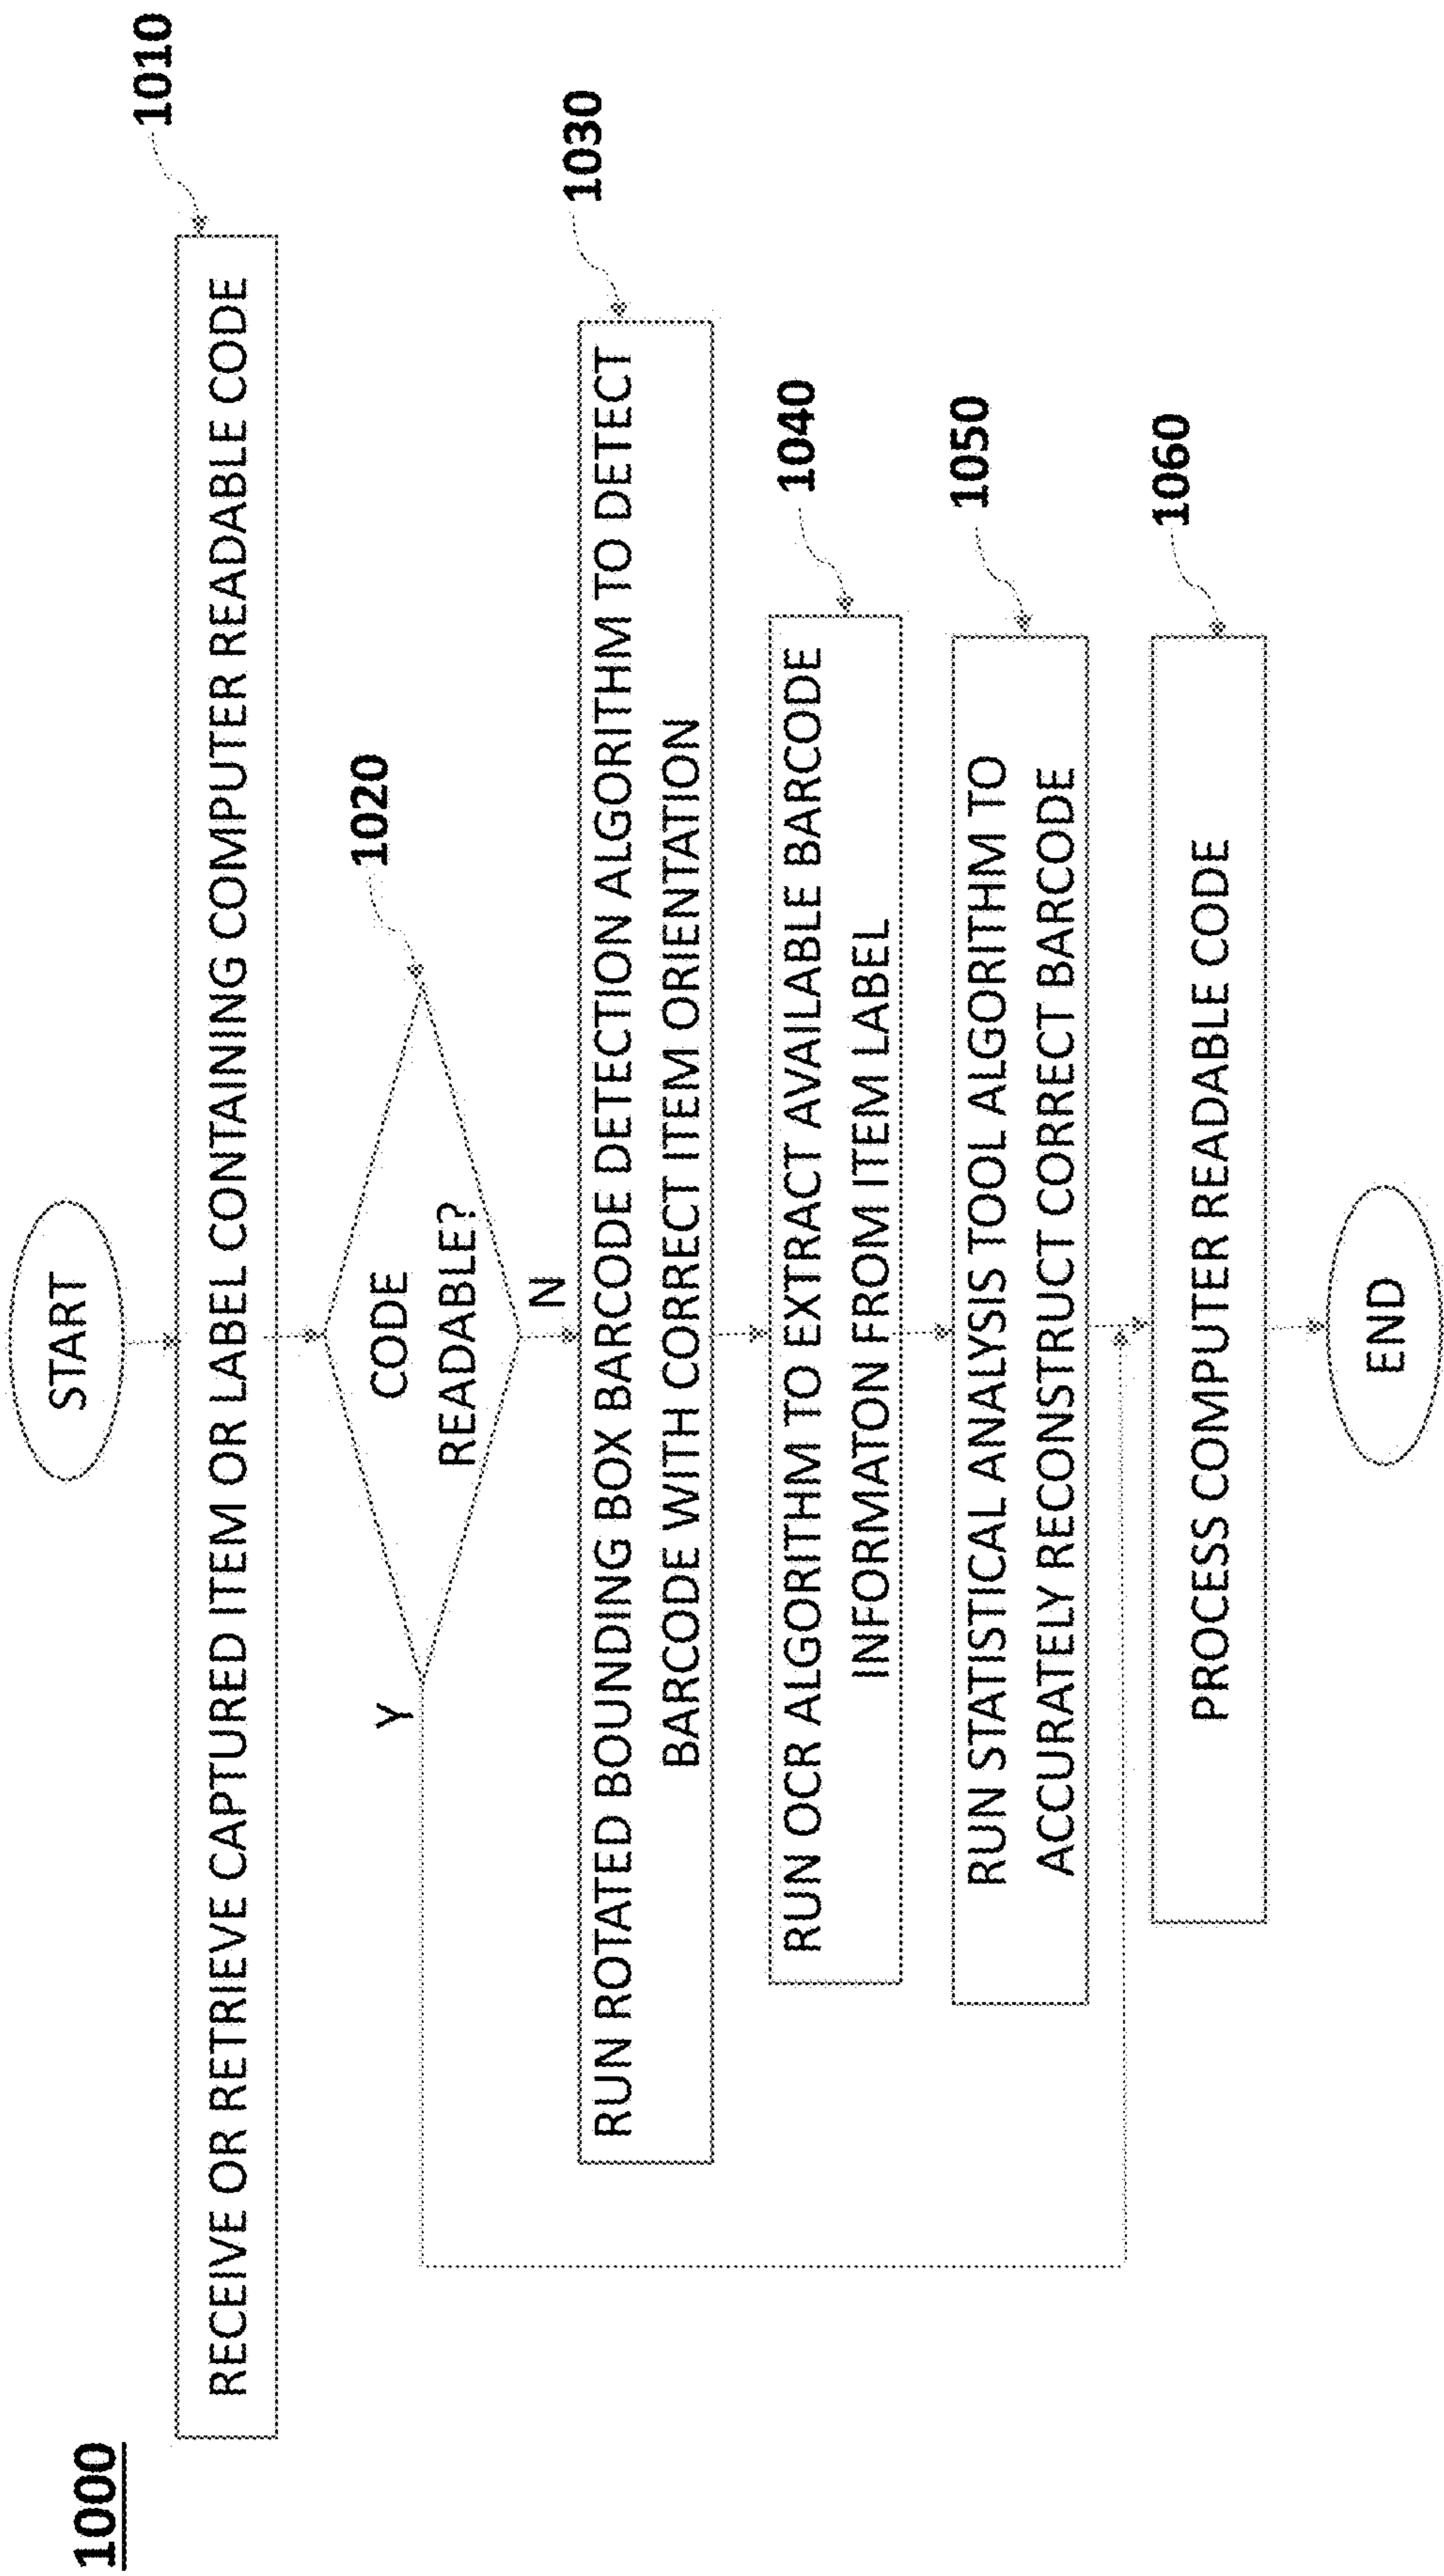 1000
START
1010
RECEIVE OR RETRIEVE CAPTURED ITEM OR LABEL CONTAINING COMPUTER READABLE CODE
1020
CODE
READABLE?
Y
N
1030
RUN ROTATED BOUNDING BOX BARCODE DETECTION ALGORITHM TO DETECT
BARCODE WITH CORRECT ITEM ORIENTATION
1040
RUN OCR ALGORITHM TO EXTRACT AVAILABLE BARCODE
INFORMATON FROM ITEM LABEL
1050
RUN STATISTICAL ANALYSIS TOOL ALGORITHM TO
ACCURATELY RECONSTRUCT CORRECT BARCODE
1060
PROCESS COMPUTER READABLE CODE
END